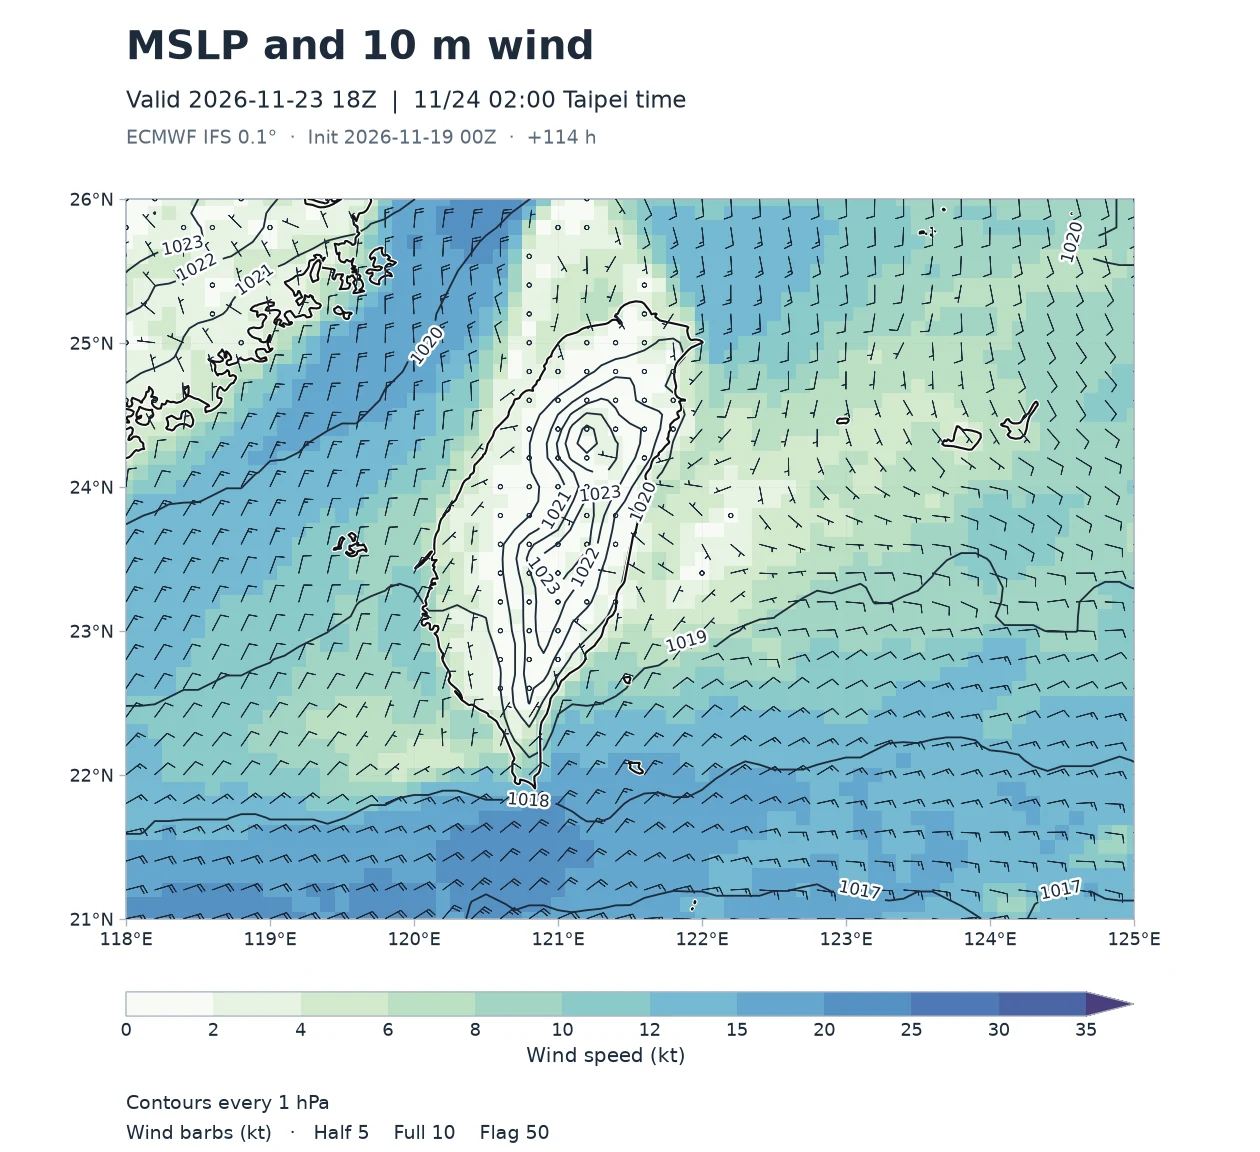 MSLP and 10 m wind
Valid 2026-11-23 18Z | 11/24 02:00 Taipei time
ECMWF IFS 0.1° · Init 2026-11-19 00Z · +114 h
26°N
25°N
24°N
23°N
22°N
21°N
1023
1022
1021
1020
1020
1021
1023
1020
1022
1023
1019
1018
1017
1017
118°E 119°E 120°E 121°E 122°E 123°E 124°E 125°E
0 2 4 6 8 10 12 15 20 25 30 35
Wind speed (kt)
Contours every 1 hPa
Wind barbs (kt) · Half 5 Full 10 Flag 50